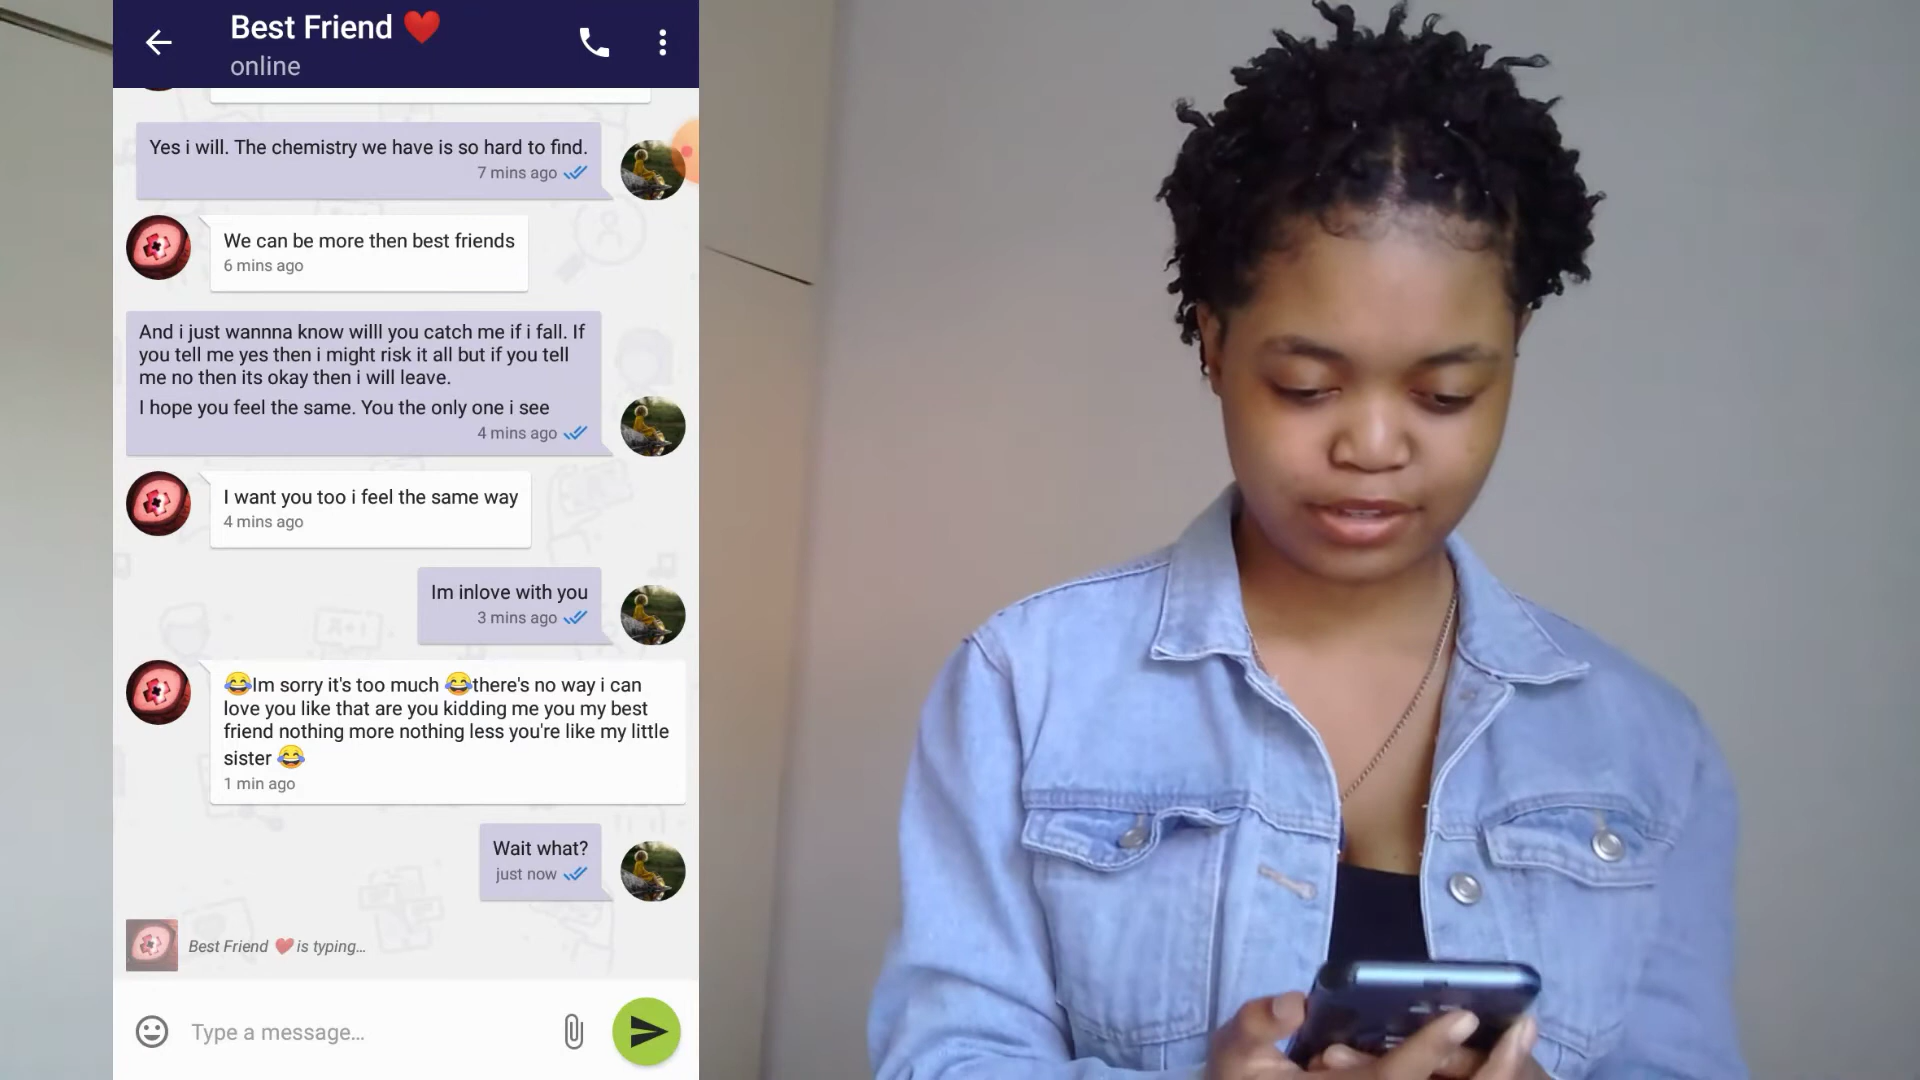 Best Friend ❤️
online
Yes i will. The chemistry we have is so hard to find.
7 mins ago
We can be more then best friends
6 mins ago
And i just wannna know willl you catch me if i fall. If
you tell me yes then i might risk it all but if you tell
me no then its okay then i will leave.
I hope you feel the same. You the only one i see
4 mins ago
I want you too i feel the same way
4 mins ago
Im inlove with you
3 mins ago
😂Im sorry it's too much 😂there's no way i can
love you like that are you kidding me you my best
friend nothing more nothing less you're like my little
sister 😂
1 min ago
Wait what?
just now
Best Friend ❤️ is typing...
Type a message...